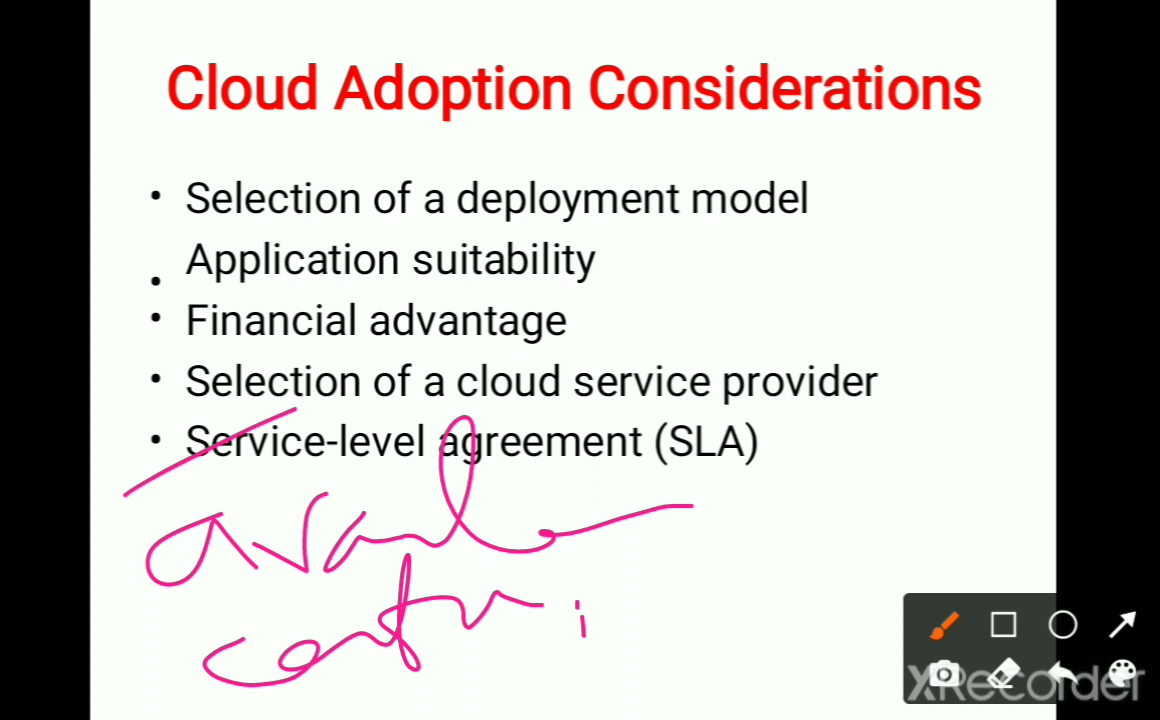 Cloud Adoption Considerations
• Selection of a deployment model
• Application suitability
• Financial advantage
• Selection of a cloud service provider
• Service-level agreement (SLA)
XRecorder